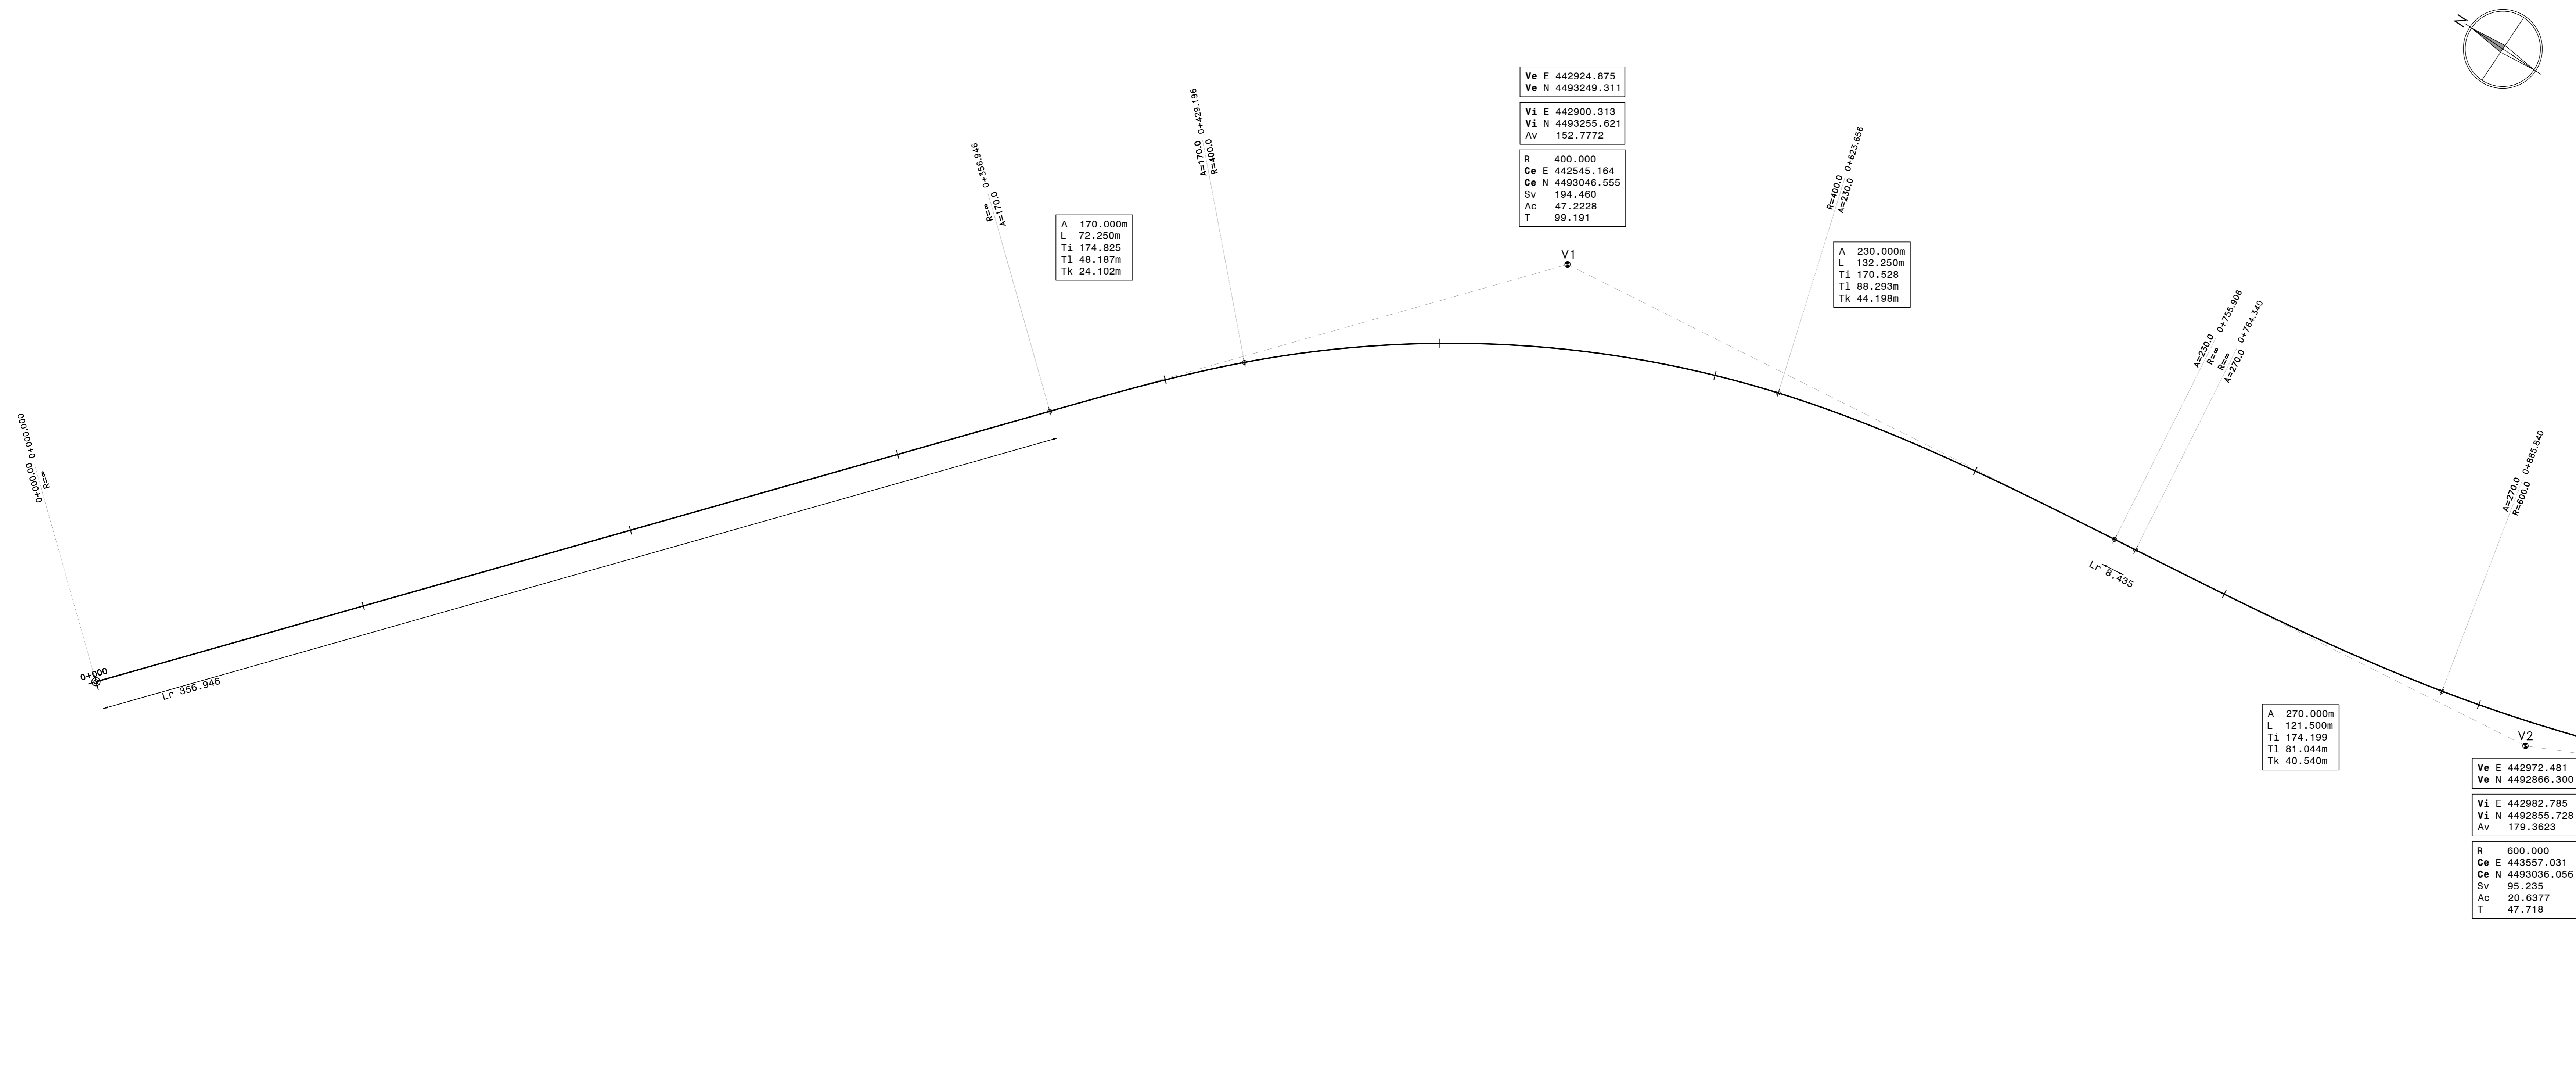 N
Ve E 442924.875
Ve N 4493249.311
Vi E 442900.313
Vi N 4493255.621
Av 152.7772
R 400.000
Ce E 442545.164
Ce N 4493046.555
Sv 194.460
Ac 47.2228
T 99.191
V1
0+000.00 0+000.000
R=∞
0+000
Lr 356.946
R=∞ 0+356.946
A=170.0
A 170.000m
L 72.250m
Ti 174.825
Tl 48.187m
Tk 24.102m
A=170.0 0+429.196
R=400.0
R=400.0 0+623.656
A=230.0
A 230.000m
L 132.250m
Ti 170.528
Tl 88.293m
Tk 44.198m
A=230.0 0+755.906
R=∞
R=∞ 0+764.340
A=270.0
Lr 8.435
A=270.0 0+885.840
R=600.0
A 270.000m
L 121.500m
Ti 174.199
Tl 81.044m
Tk 40.540m
V2
Ve E 442972.481
Ve N 4492866.300
Vi E 442982.785
Vi N 4492855.728
Av 179.3623
R 600.000
Ce E 443557.031
Ce N 4493036.056
Sv 95.235
Ac 20.6377
T 47.718